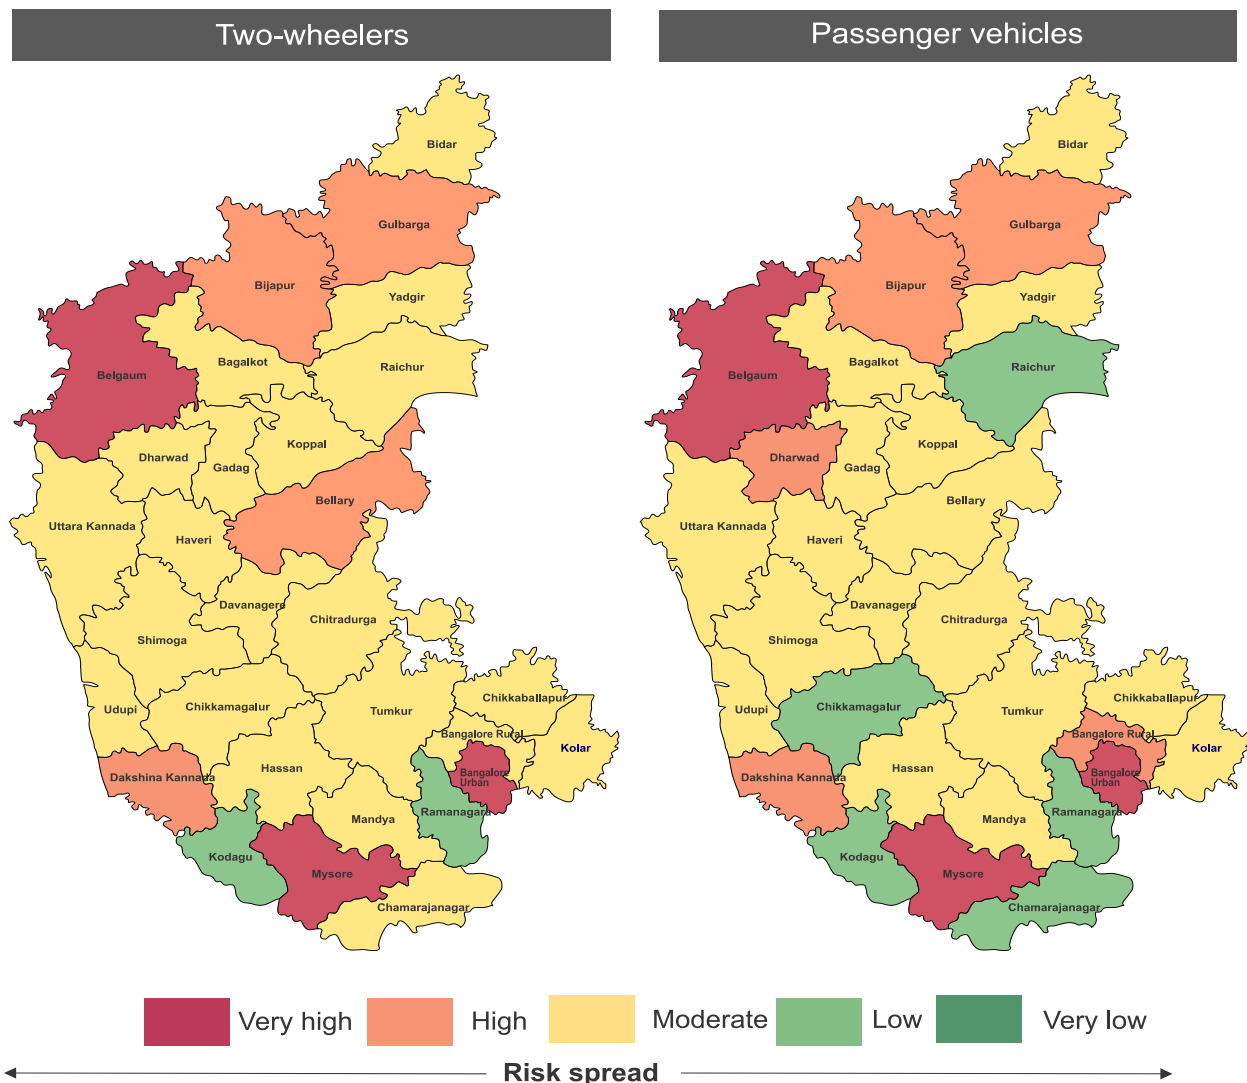 Two-wheelers
Passenger vehicles
Bidar
Gulbarga
Bijapur
Yadgir
Bagalkot
Raichur
Belgaum
Koppal
Dharwad
Gadag
Bellary
Uttara Kannada
Haveri
Davanagere
Chitradurga
Shimoga
Chikkaballapur
Udupi
Chikkamagalur
Tumkur
Bangalore Rural
Kolar
Hassan
Dakshina Kannada
Bangalore
Urban
Ramanagara
Mandya
Kodagu
Mysore
Chamarajanagar
Bidar
Gulbarga
Bijapur
Yadgir
Bagalkot
Raichur
Belgaum
Koppal
Dharwad
Gadag
Bellary
Uttara Kannada
Haveri
Davanagere
Chitradurga
Shimoga
Chikkaballapur
Udupi
Chikkamagalur
Tumkur
Bangalore Rural
Kolar
Hassan
Dakshina Kannada
Bangalore
Urban
Ramanagara
Mandya
Kodagu
Mysore
Chamarajanagar
Very high
High
Moderate
Low
Very low
Risk spread